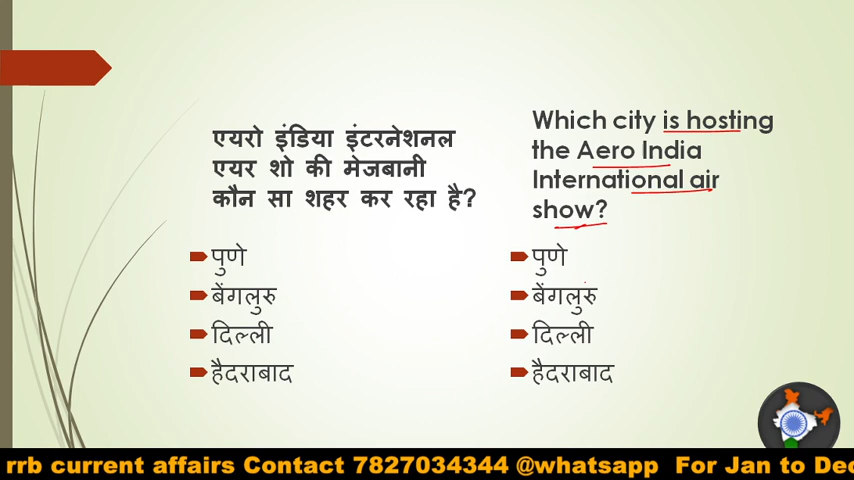 एयरो इंडिया इंटरनेशनल
एयर शो की मेजबानी
कौन सा शहर कर रहा है?
पुणे
बेंगलुरु
दिल्ली
हैदराबाद
Which city is hosting
the Aero India
International air
show?
पुणे
बेंगलुरु
दिल्ली
हैदराबाद
rrb current affairs Contact 7827034344 @whatsapp For Jan to Dec